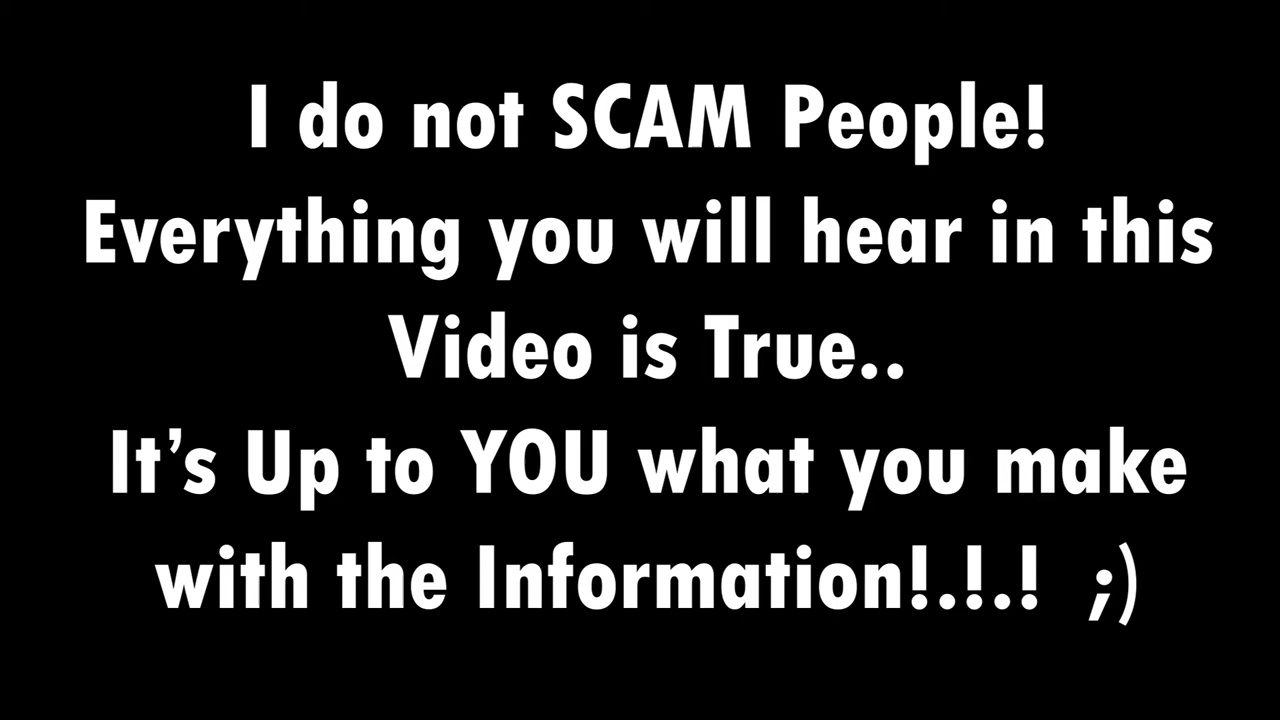 I do not SCAM People!
Everything you will hear in this
Video is True..
It’s Up to YOU what you make
with the Information!.!.! ;)